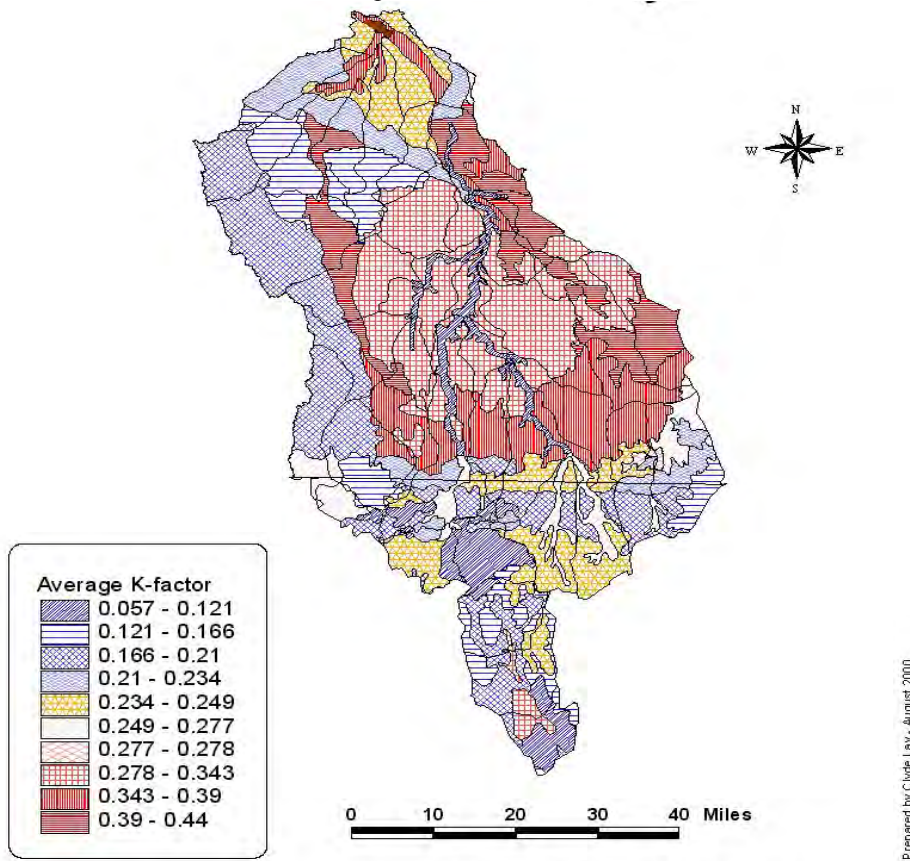 N
W E
S
Average K-factor
0.057 - 0.121
0.121 - 0.166
0.166 - 0.21
0.21 - 0.234
0.234 - 0.249
0.249 - 0.277
0.277 - 0.278
0.278 - 0.343
0.343 - 0.39
0.39 - 0.44
0 10 20 30 40 Miles
Prepared by Clyde Lay - August 2000